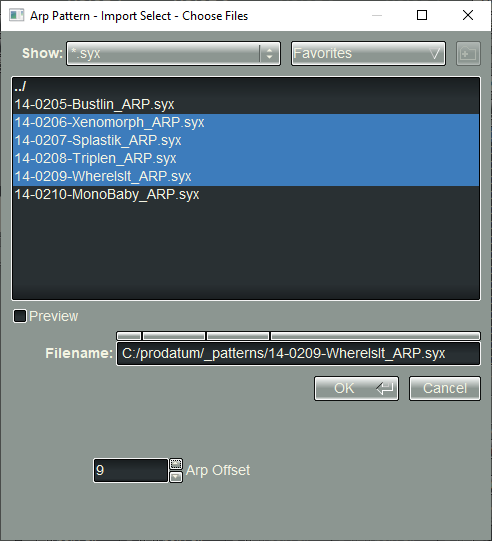 Arp Pattern - Import Select - Choose Files
Show: *.syx Favorites
../
14-0205-Bustlin_ARP.syx
14-0206-Xenomorph_ARP.syx
14-0207-Splastik_ARP.syx
14-0208-Triplen_ARP.syx
14-0209-WhereIsIt_ARP.syx
14-0210-MonoBaby_ARP.syx
Preview
Filename: C:/prodatum/_patterns/14-0209-WhereIsIt_ARP.syx
OK Cancel
9 Arp Offset